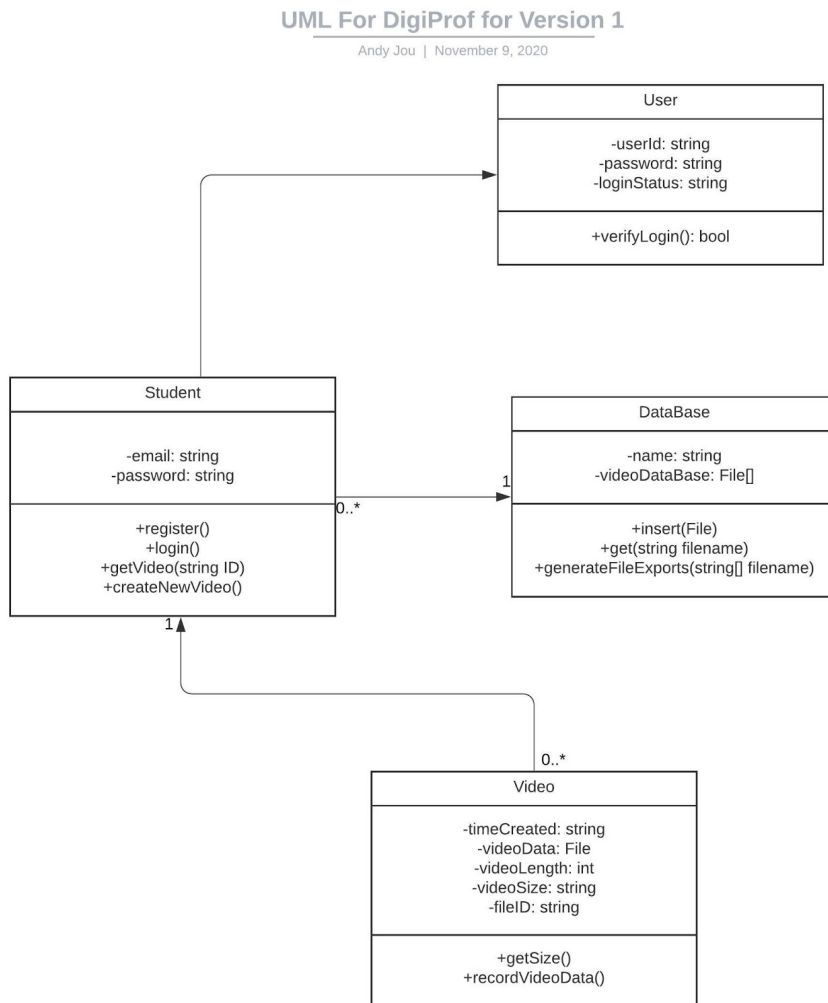 UML For DigiProf for Version 1
Andy Jou | November 9, 2020
User
-userId: string
-password: string
-loginStatus: string
+verifyLogin(): bool
Student
-email: string
-password: string
+register()
+login()
+getVideo(string ID)
+createNewVideo()
0..*
1
DataBase
-name: string
-videoDataBase: File[]
+insert(File)
+get(string filename)
+generateFileExports(string[] filename)
1
0..*
Video
-timeCreated: string
-videoData: File
-videoLength: int
-videoSize: string
-fileID: string
+getSize()
+recordVideoData()